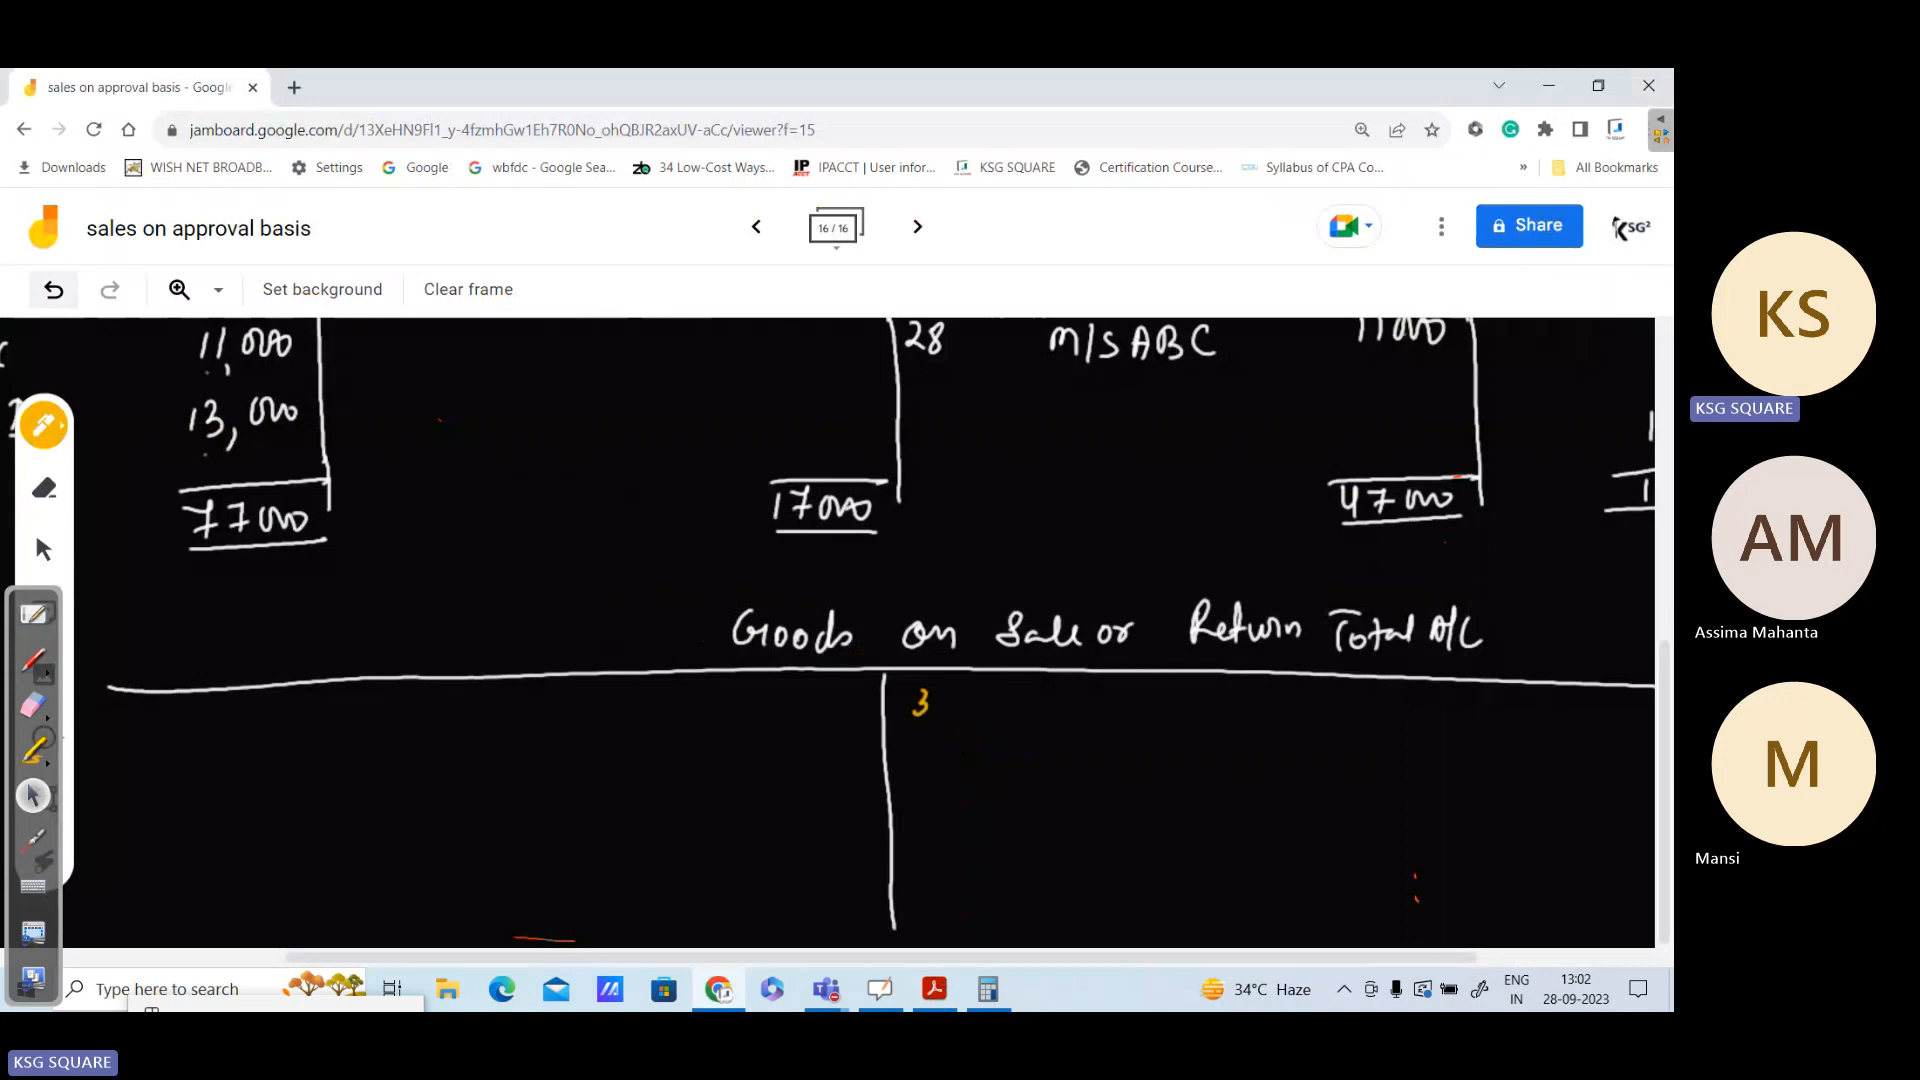 sales on approval basis - Google
jamboard.google.com/d/13XeHN9Fl1_y-4fzmhGw1Eh7R0No_ohQBJR2axUV-aCc/viewer?f=15
Downloads WISH NET BROADB... Settings Google wbfdc - Google Sea... 34 Low-Cost Ways... IPACCT | User infor... KSG SQUARE Certification Course... Syllabus of CPA Co... » All Bookmarks
sales on approval basis 16 / 16 Share KSG²
Set background Clear frame
11,000 28 M/S ABC 11000
13,000
77000 17000 47000
Goods on Sale or Return Total A/C
3
KS
KSG SQUARE
AM
Assima Mahanta
M
Mansi
Type here to search 34°C Haze ENG IN 13:02 28-09-2023
KSG SQUARE